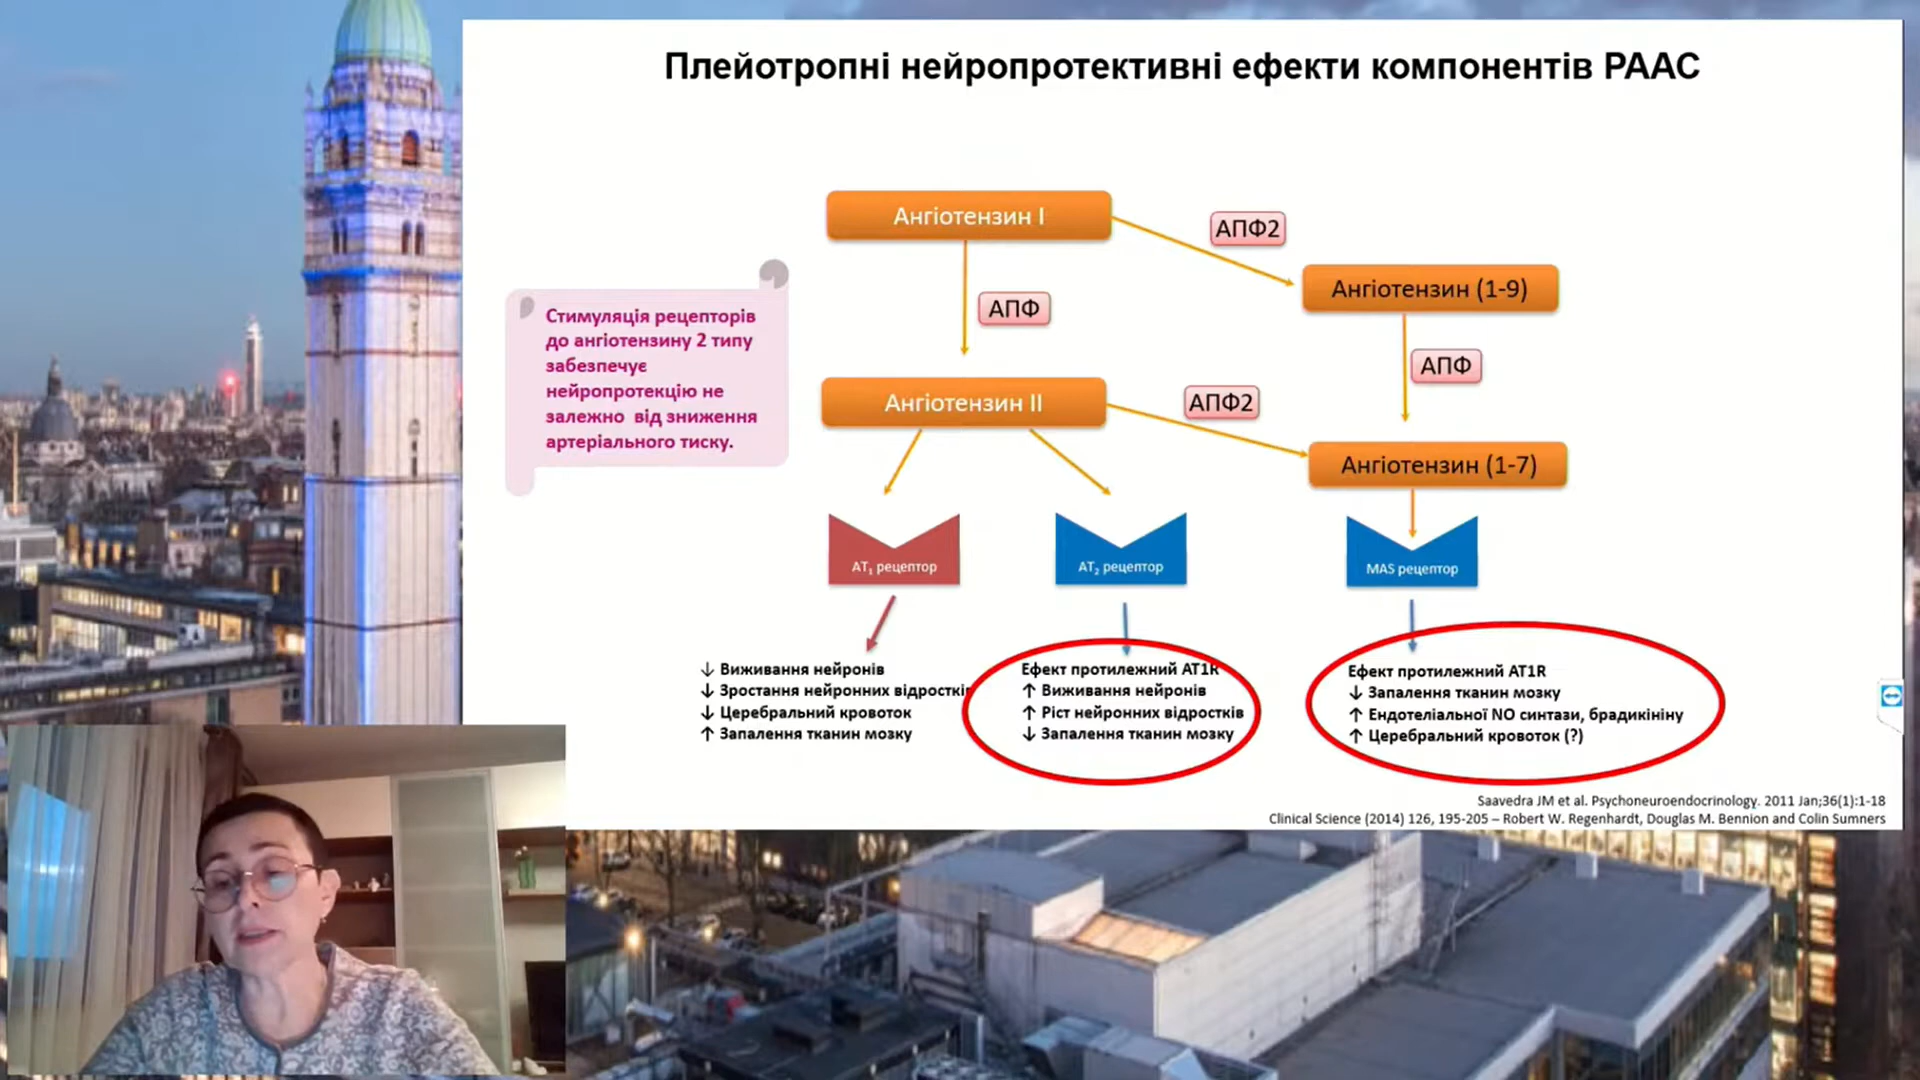 Плейотропні нейропротективні ефекти компонентів РААС
Ангіотензин I
АПФ2
Ангіотензин (1-9)
АПФ
Стимуляція рецепторів
до ангіотензину 2 типу
забезпечує
нейропротекцію не
залежно від зниження
артеріального тиску.
АПФ
Ангіотензин II
АПФ2
Ангіотензин (1-7)
AT₁ рецептор
AT₂ рецептор
MAS рецептор
↓ Виживання нейронів
↓ Зростання нейронних відростків
↓ Церебральний кровоток
↑ Запалення тканин мозку
Ефект протилежний AT1R
↑ Виживання нейронів
↑ Ріст нейронних відростків
↓ Запалення тканин мозку
Ефект протилежний AT1R
↓ Запалення тканин мозку
↑ Ендотеліальної NO синтази, брадикініну
↑ Церебральний кровоток (?)
Saavedra JM et al. Psychoneuroendocrinology. 2011 Jan;36(1):1-18
Clinical Science (2014) 126, 195-205 – Robert W. Regenhardt, Douglas M. Bennion and Colin Sumners